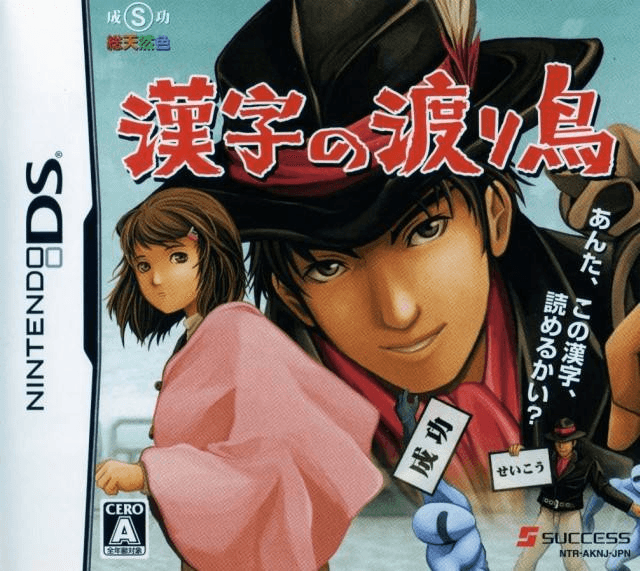 成 S 功
総天然色
漢字の渡り鳥
NINTENDO DS®
あんた、この漢字、
読めるかい?
成功
せいこう
CERO
A
全年齢対象
SUCCESS
NTR-AKNJ-JPN